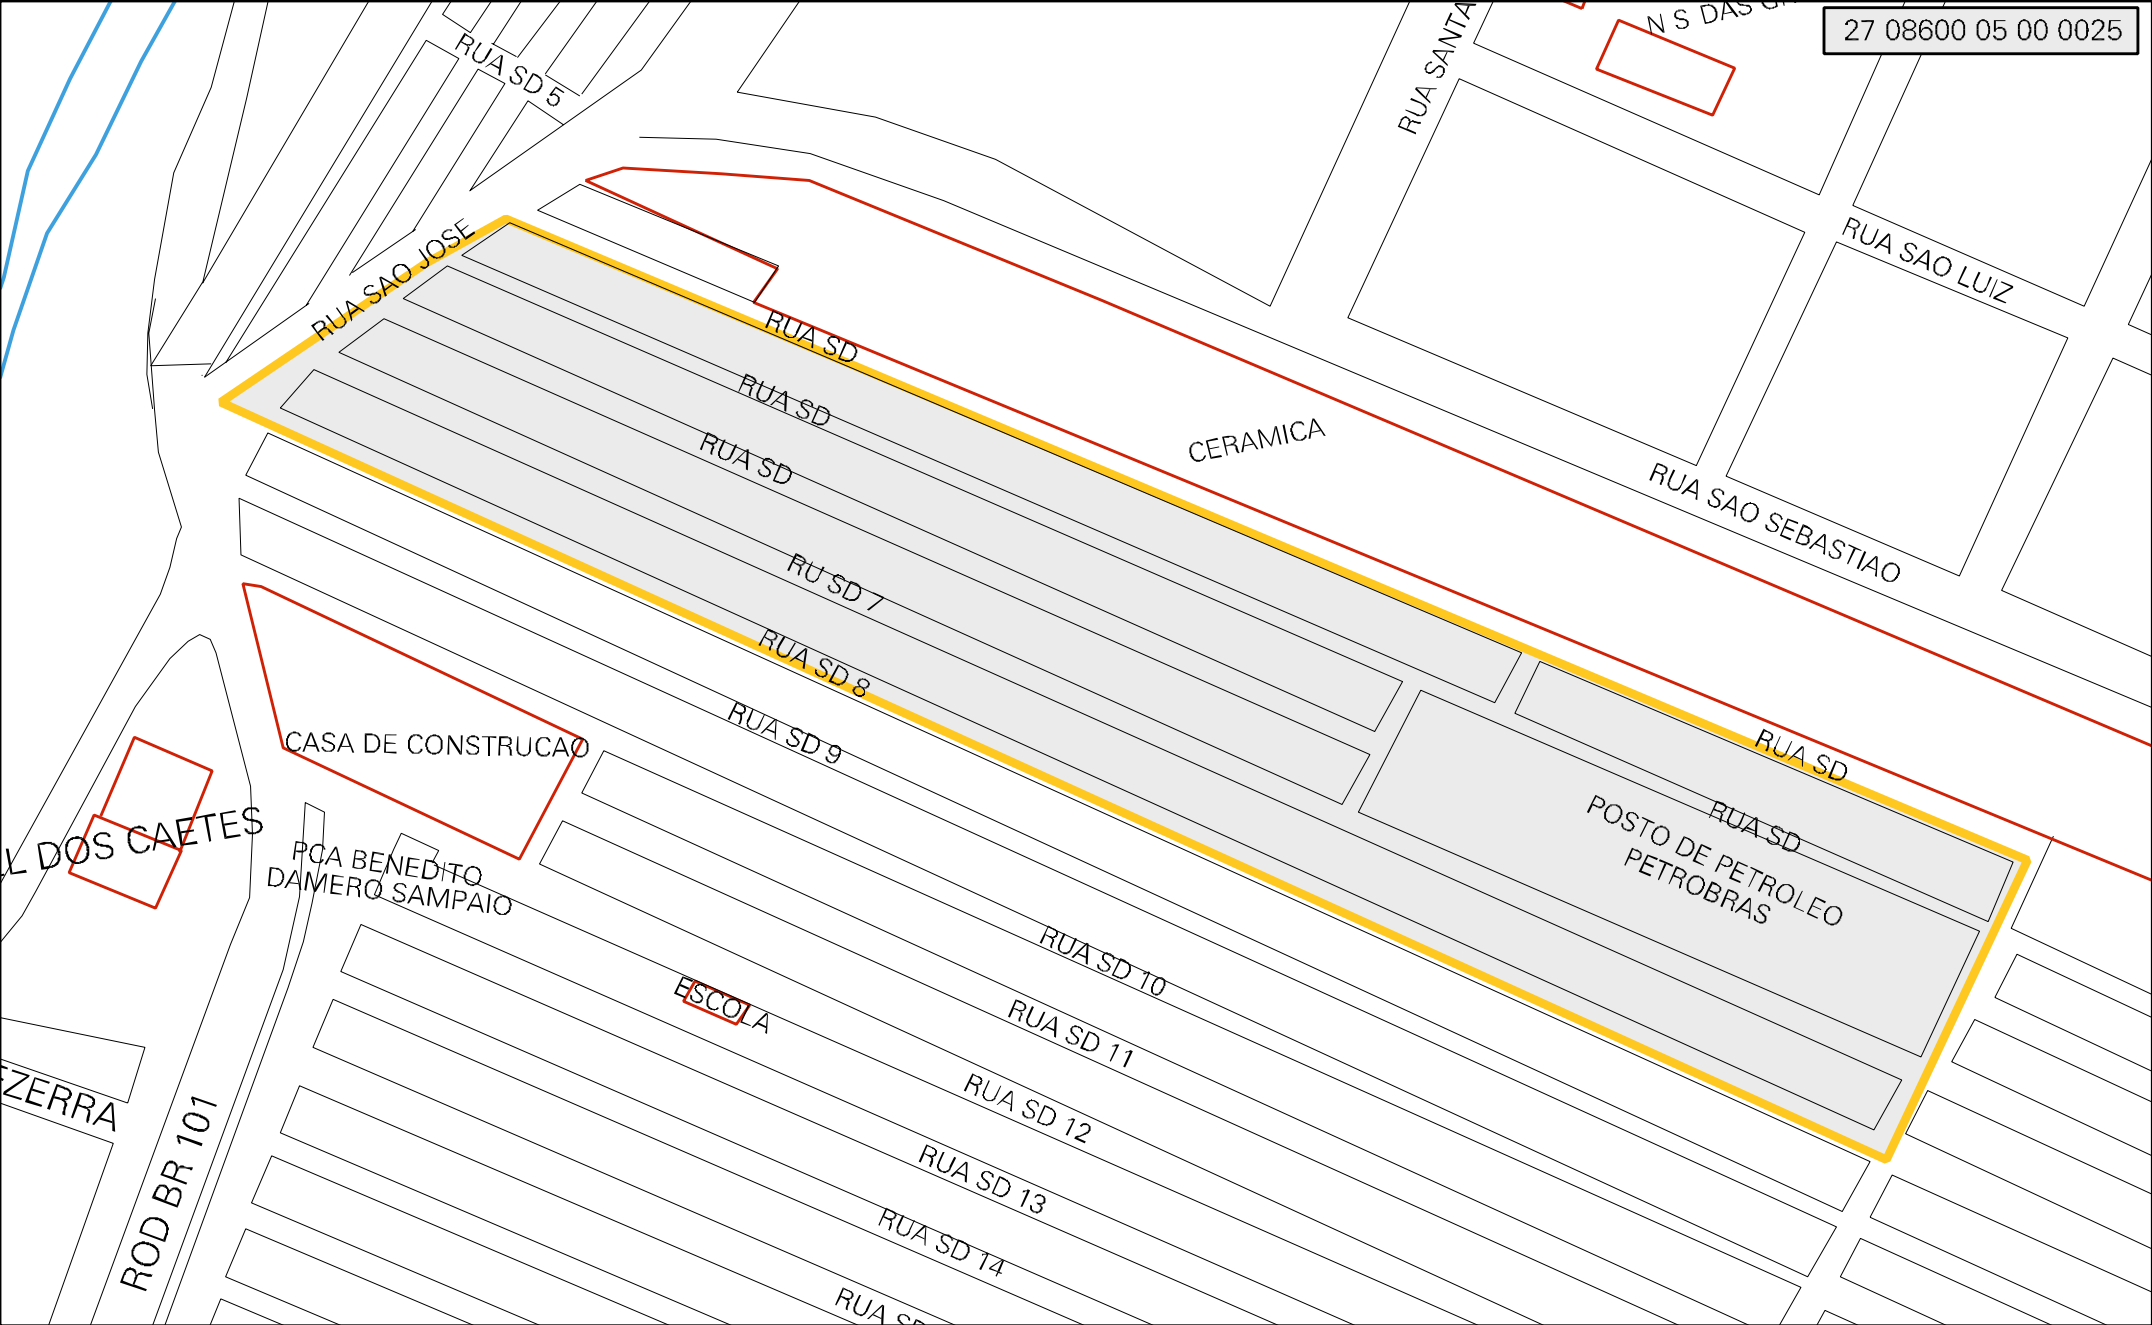 27 08600 05 00 0025
N S DAS
RUA SANTA
RUA SD 5
RUA SAO JOSE
RUA SAO LUIZ
RUA SD
RUA SD
CERAMICA
RUA SD
RUA SAO SEBASTIAO
RU SD 7
RUA SD 8
RUA SD 9
RUA SD
CASA DE CONSTRUCAO
RUA SD
POSTO DE PETROLEO
PETROBRAS
L DOS CAETES
PCA BENEDITO
DAMERO SAMPAIO
RUA SD 10
ESCOLA
RUA SD 11
EZERRA
RUA SD 12
ROD BR 101
RUA SD 13
RUA SD 14
RUA SD